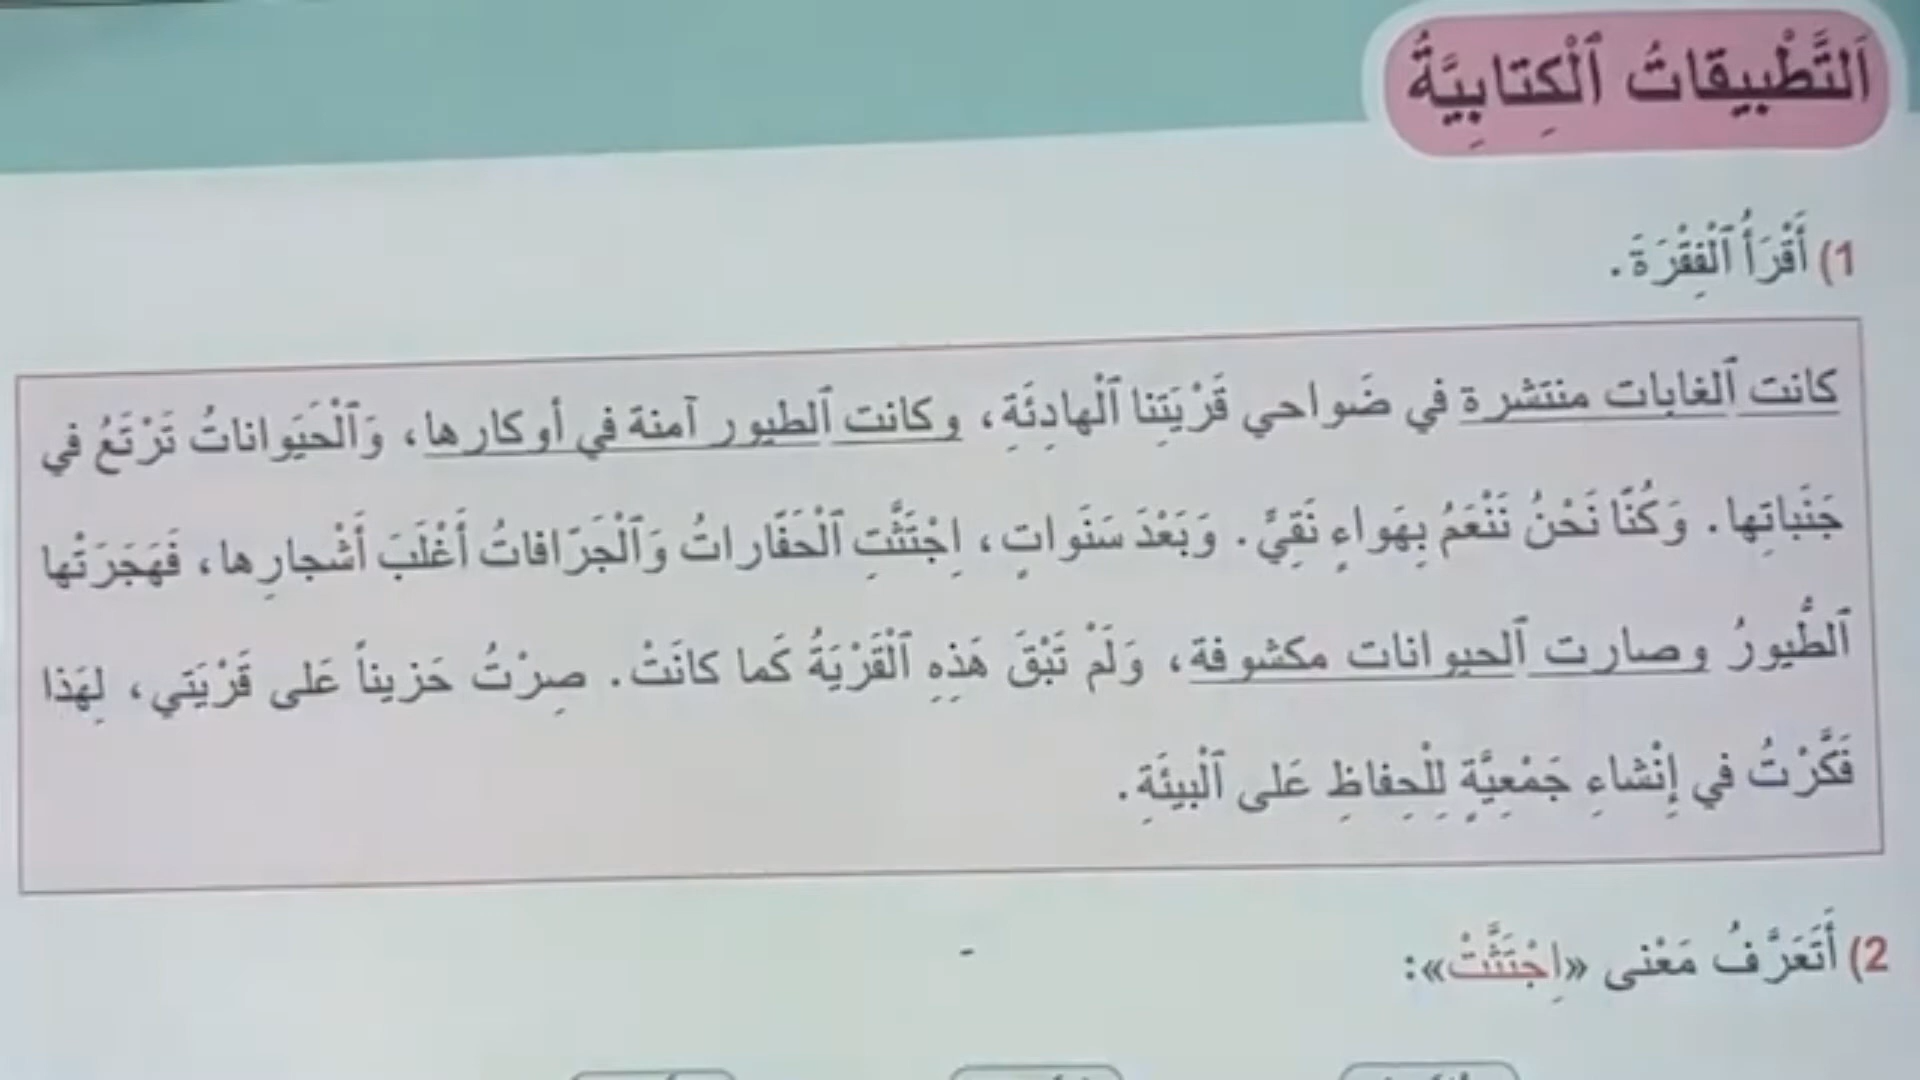 اَلتَّطْبيقاتُ ٱلْكِتابِيَّةُ
1) أَقْرَأُ ٱلْفِقْرَةَ.
كانت ٱلغابات منتشرة في ضَواحي قَرْيَتِنا ٱلْهادِئَةِ، وكانت ٱلطيور آمنة في أوكارها، وَٱلْحَيَواناتُ تَرْتَعُ في
جَنَباتِها. وَكُنّا نَحْنُ نَنْعَمُ بِهَواءٍ نَقِيٍّ. وَبَعْدَ سَنَواتٍ، اِجْتَثَّتِ ٱلْحَفّاراتُ وَٱلْجَرّافاتُ أَغْلَبَ أَشْجارِها، فَهَجَرَتْها
ٱلطُّيورُ وصارت ٱلحيوانات مكشوفة، وَلَمْ تَبْقَ هَذِهِ ٱلْقَرْيَةُ كَما كانَتْ. صِرْتُ حَزيناً عَلى قَرْيَتي، لِهَذا
فَكَّرْتُ في إِنْشاءِ جَمْعِيَّةٍ لِلْحِفاظِ عَلى ٱلْبيئَةِ.
2) أَتَعَرَّفُ مَعْنى «اِجْتَثَّتْ»: